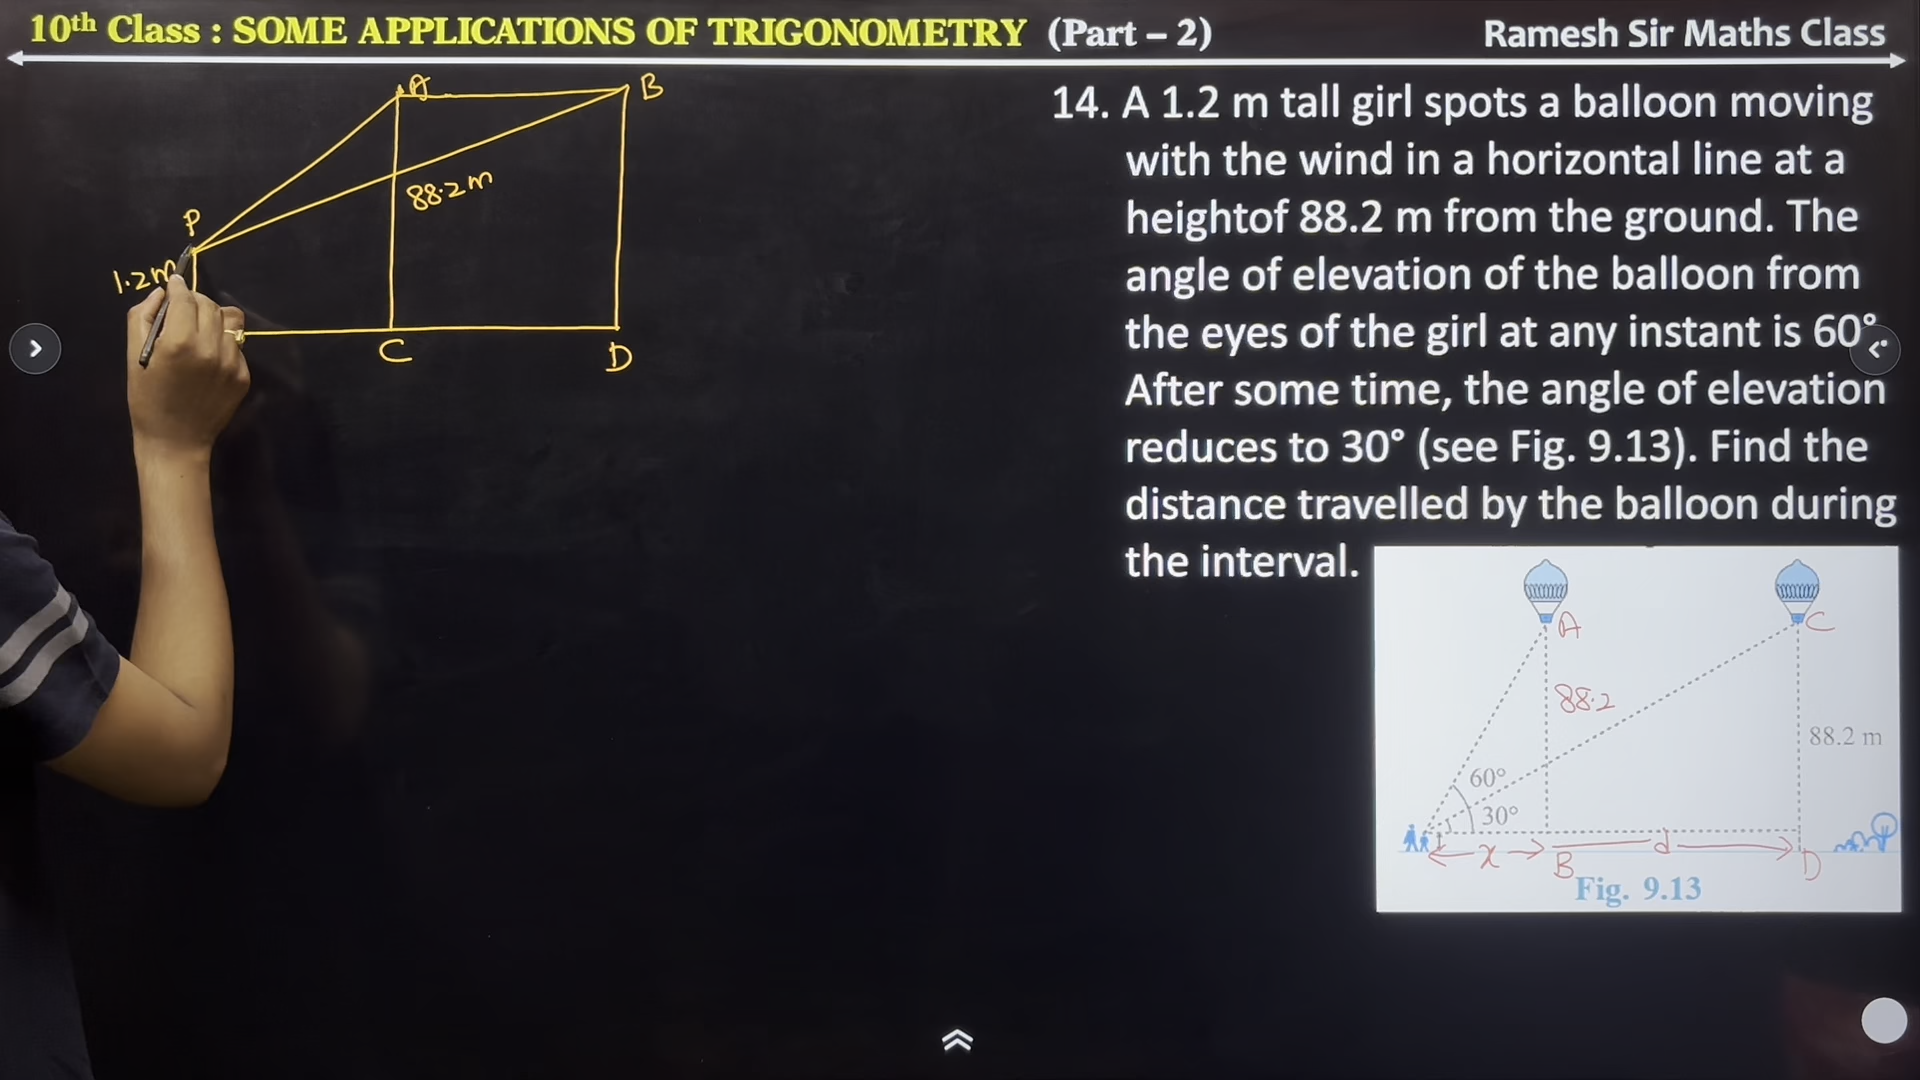 10th Class : SOME APPLICATIONS OF TRIGONOMETRY (Part – 2)
Ramesh Sir Maths Class
A
B
88.2 m
P
1.2m
C
D
14. A 1.2 m tall girl spots a balloon moving
with the wind in a horizontal line at a
heightof 88.2 m from the ground. The
angle of elevation of the balloon from
the eyes of the girl at any instant is 60°.
After some time, the angle of elevation
reduces to 30° (see Fig. 9.13). Find the
distance travelled by the balloon during
the interval.
A
C
88.2
88.2 m
60°
30°
x
d
B
D
Fig. 9.13